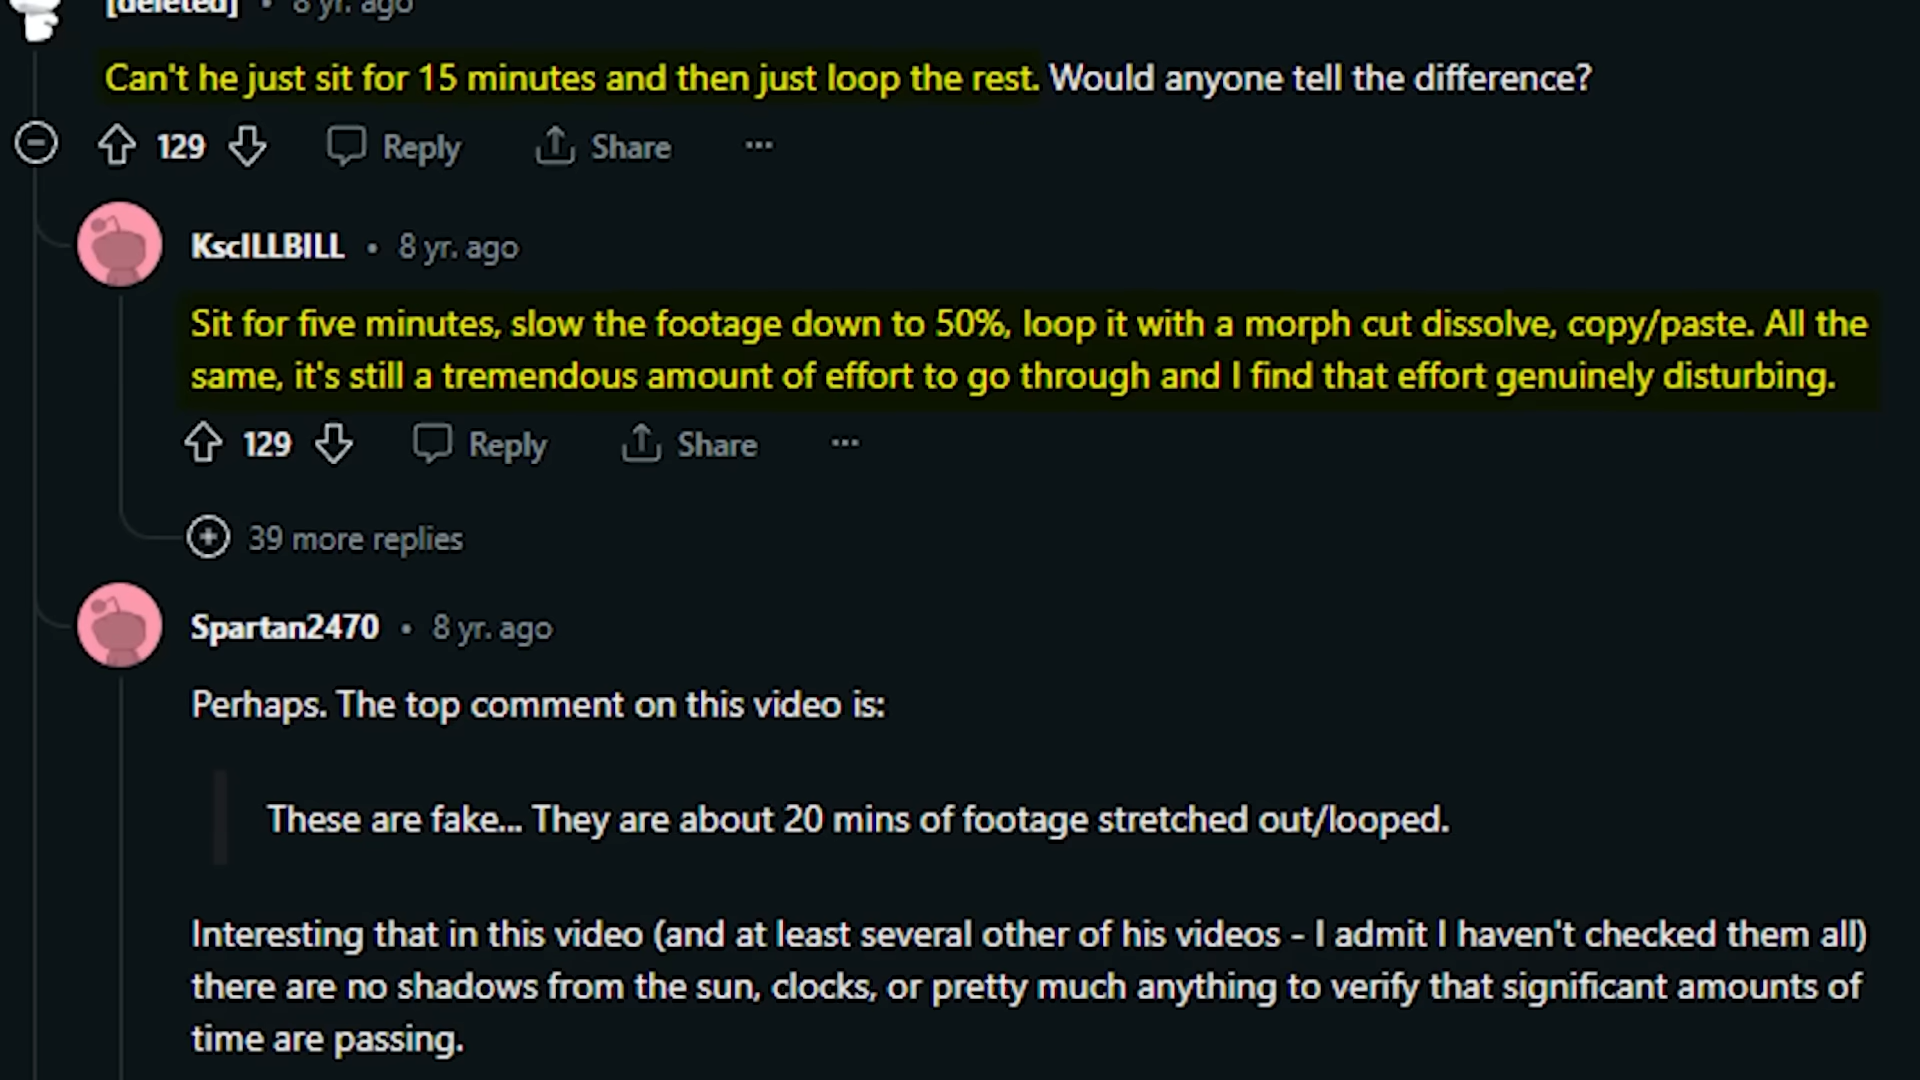 [deleted] • 8 yr. ago
Can't he just sit for 15 minutes and then just loop the rest. Would anyone tell the difference?
129 Reply Share ...
KscILLBILL • 8 yr. ago
Sit for five minutes, slow the footage down to 50%, loop it with a morph cut dissolve, copy/paste. All the
same, it's still a tremendous amount of effort to go through and I find that effort genuinely disturbing.
129 Reply Share ...
39 more replies
Spartan2470 • 8 yr. ago
Perhaps. The top comment on this video is:
These are fake... They are about 20 mins of footage stretched out/looped.
Interesting that in this video (and at least several other of his videos - I admit I haven't checked them all)
there are no shadows from the sun, clocks, or pretty much anything to verify that significant amounts of
time are passing.